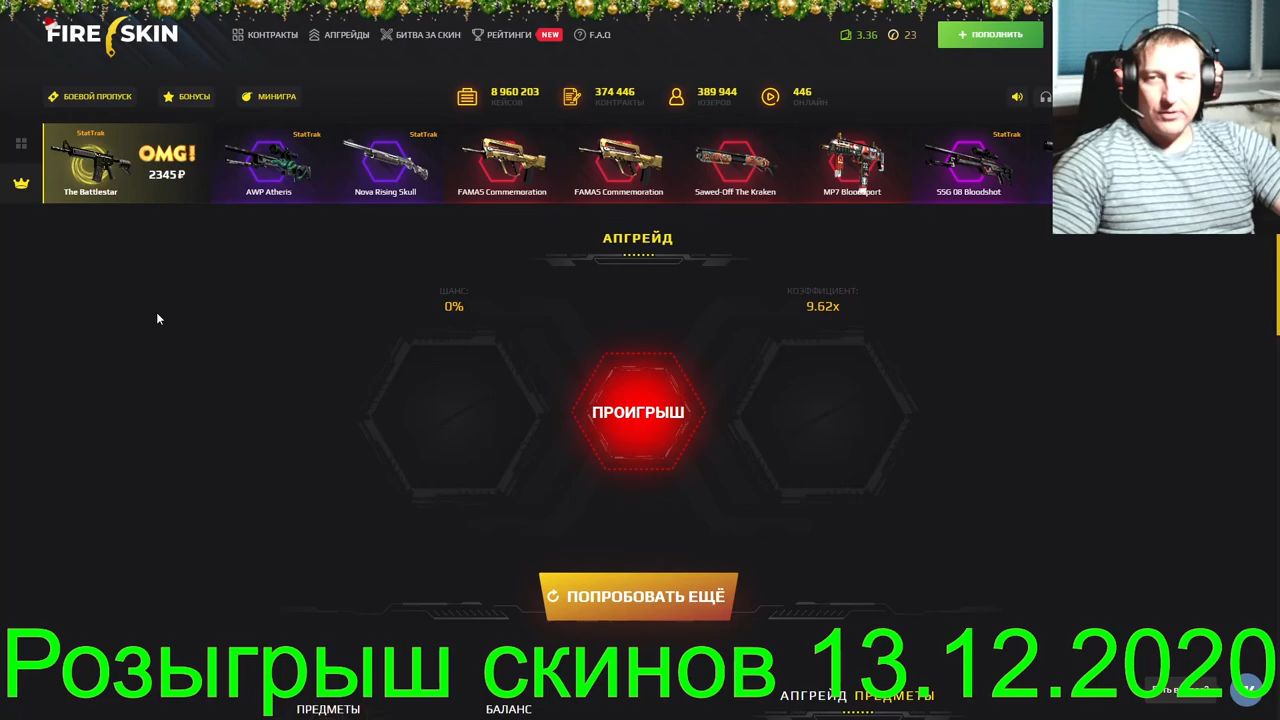 FIRE SKIN
КОНТРАКТЫ
АПГРЕЙДЫ
БИТВА ЗА СКИН
РЕЙТИНГИ NEW
F.A.Q
3.36
23
+ ПОПОЛНИТЬ
БОЕВОЙ ПРОПУСК
БОНУСЫ
МИНИГРА
8 960 203
КЕЙСОВ
374 446
КОНТРАКТЫ
389 944
ЮЗЕРОВ
446
ОНЛАЙН
StatTrak
The Battlestar
OMG!
2345₽
StatTrak
AWP Atheris
StatTrak
Nova Rising Skull
FAMAS Commemoration
FAMAS Commemoration
Sawed-Off The Kraken
MP7 Bloodsport
StatTrak
SSG 08 Bloodshot
АПГРЕЙД
ШАНС:
0%
КОЭФФИЦИЕНТ:
9.62x
ПРОИГРЫШ
ПОПРОБОВАТЬ ЕЩЁ
Розыгрыш скинов 13.12.2020
АПГРЕЙД ПРЕДМЕТЫ
ПРЕДМЕТЫ
БАЛАНС